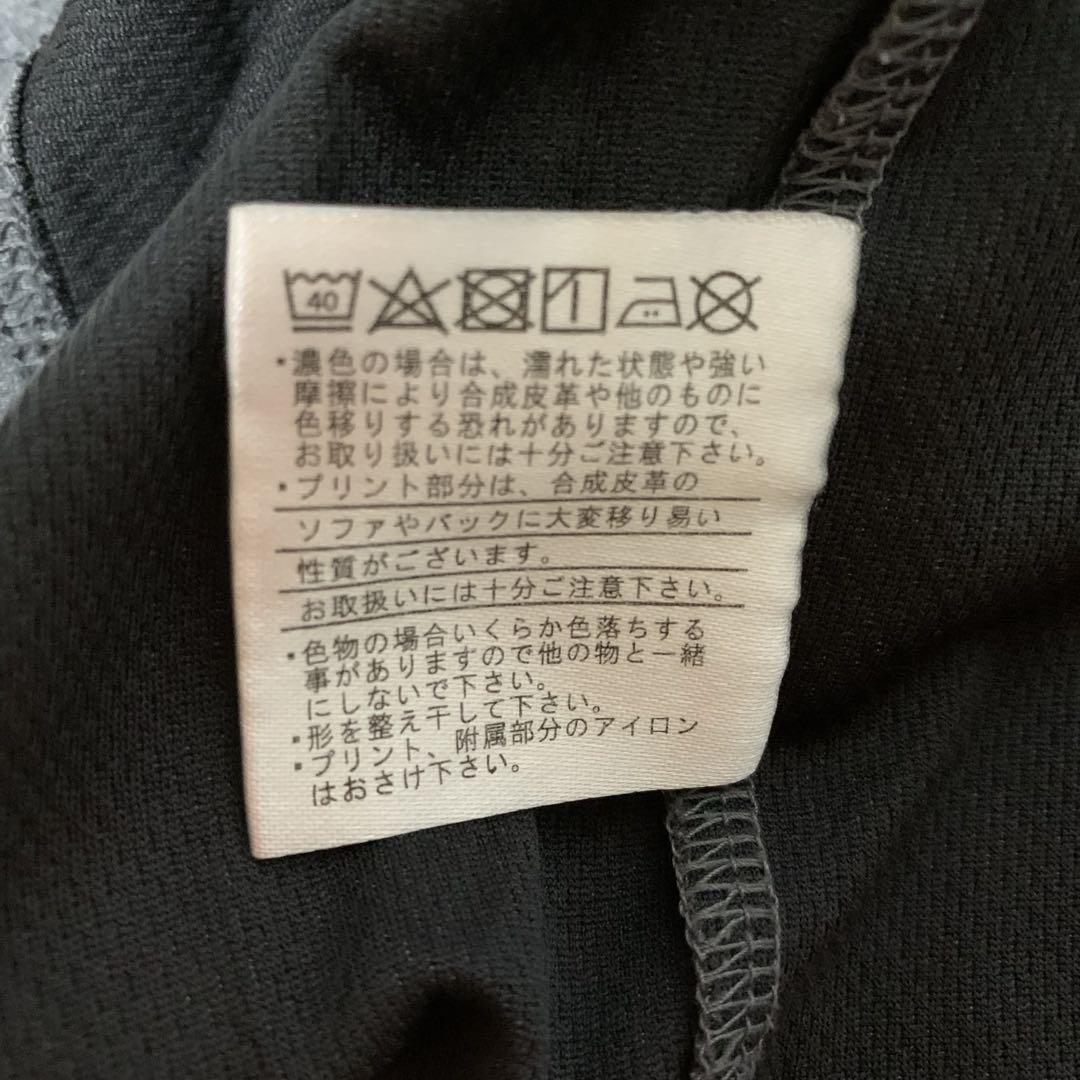 40
・濃色の場合は、濡れた状態や強い
摩擦により合成皮革や他のものに
色移りする恐れがありますので、
お取り扱いには十分ご注意下さい。
・プリント部分は、合成皮革の
ソファやバックに大変移り易い
性質がございます。
お取扱いには十分ご注意下さい。
・色物の場合いくらか色落ちする
事がありますので他の物と一緒
にしないで下さい。
・形を整え干して下さい。
・プリント、附属部分のアイロン
はおさけ下さい。